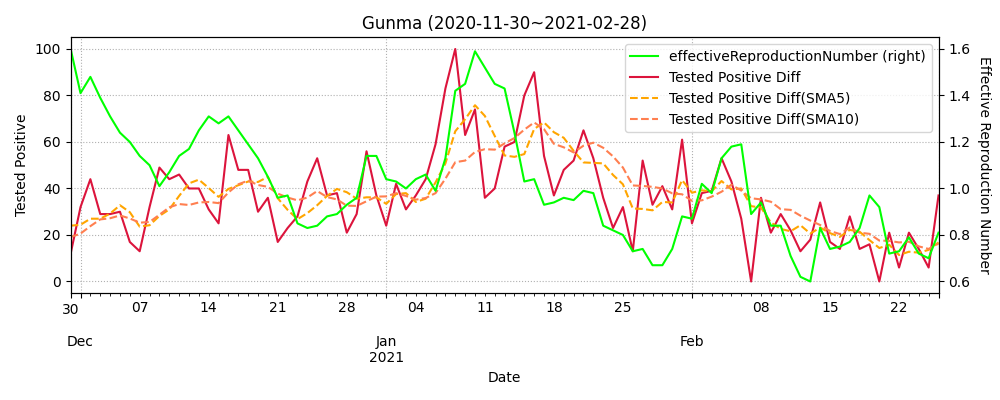 Gunma (2020-11-30~2021-02-28)
effectiveReproductionNumber (right)
Tested Positive Diff
Tested Positive Diff(SMA5)
Tested Positive Diff(SMA10)
Tested Positive
100
80
60
40
20
0
Effective Reproduction Number
1.6
1.4
1.2
1.0
0.8
0.6
30 07 14 21 28 04 11 18 25 08 15 22
Dec Jan Feb
2021
Date